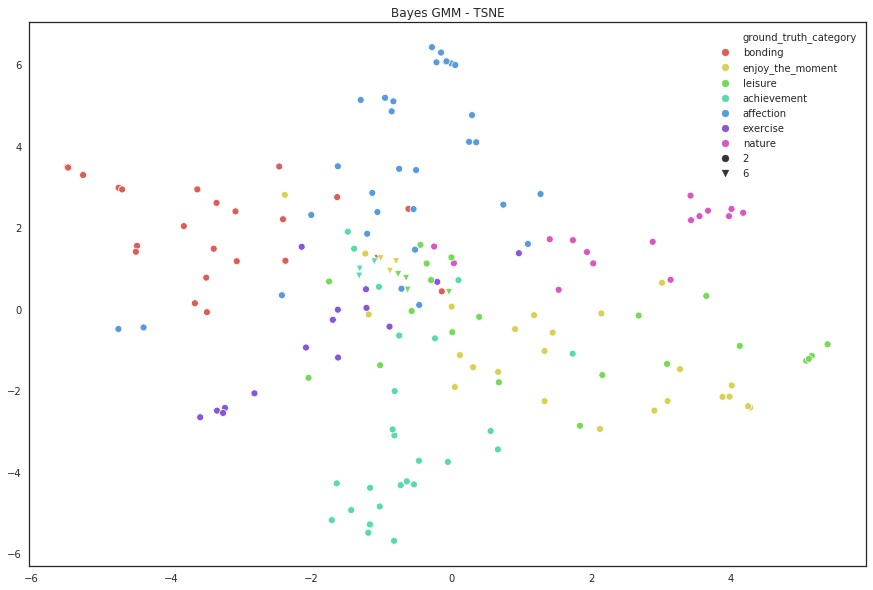 Bayes GMM - TSNE
ground_truth_category
bonding
enjoy_the_moment
leisure
achievement
affection
exercise
nature
2
6
6
4
2
0
−2
−4
−6
−6 −4 −2 0 2 4